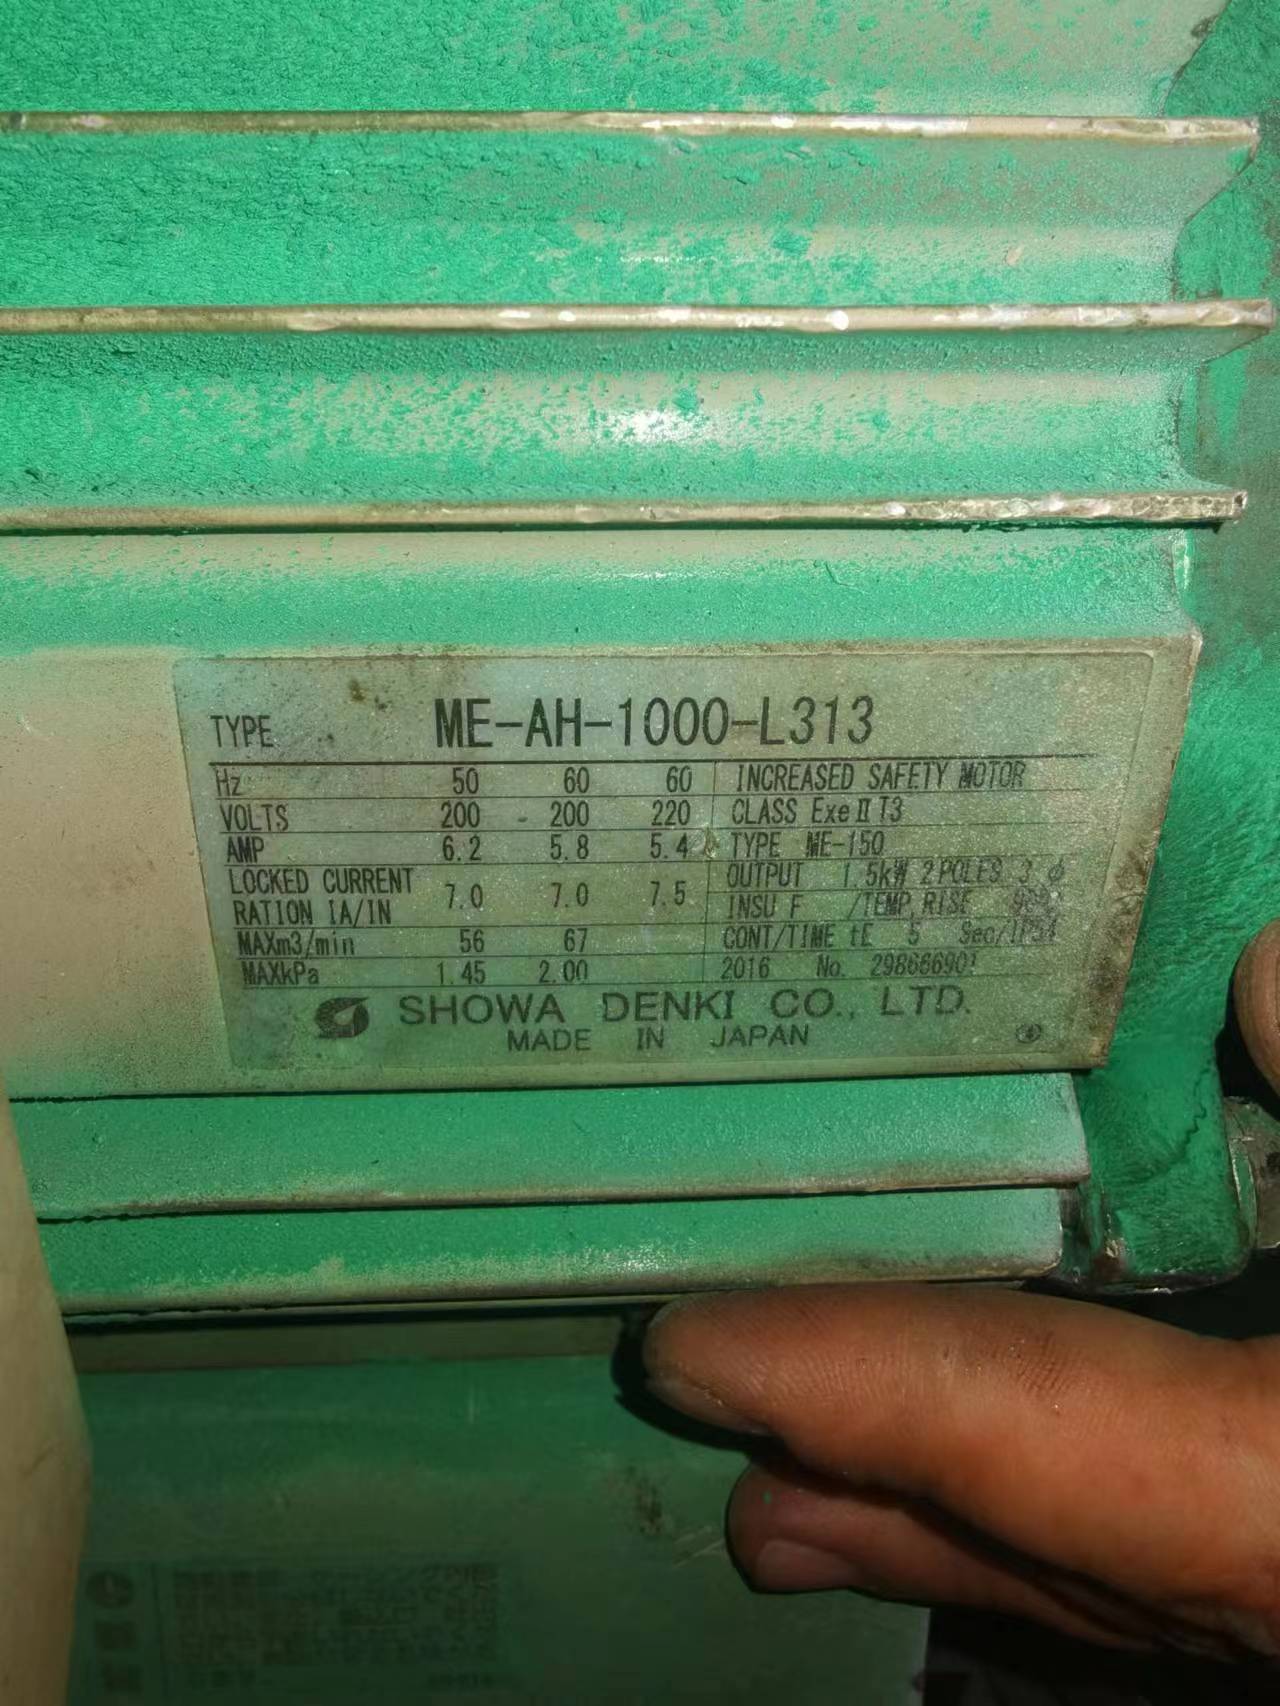 TYPE ME-AH-1000-L313
Hz 50 60 60 INCREASED SAFETY MOTOR
VOLTS 200 200 220 CLASS ExeⅡT3
AMP 6.2 5.8 5.4 TYPE ME-150
LOCKED CURRENT
RATION IA/IN 7.0 7.0 7.5
OUTPUT 1.5kW 2POLES 3 φ
INSU F /TEMP.RISE
MAXm3/min 56 67 CONT/TIME tE 5 Sec/IP54
MAXkPa 1.45 2.00 2016 No. 298666901
SHOWA DENKI CO., LTD.
MADE IN JAPAN